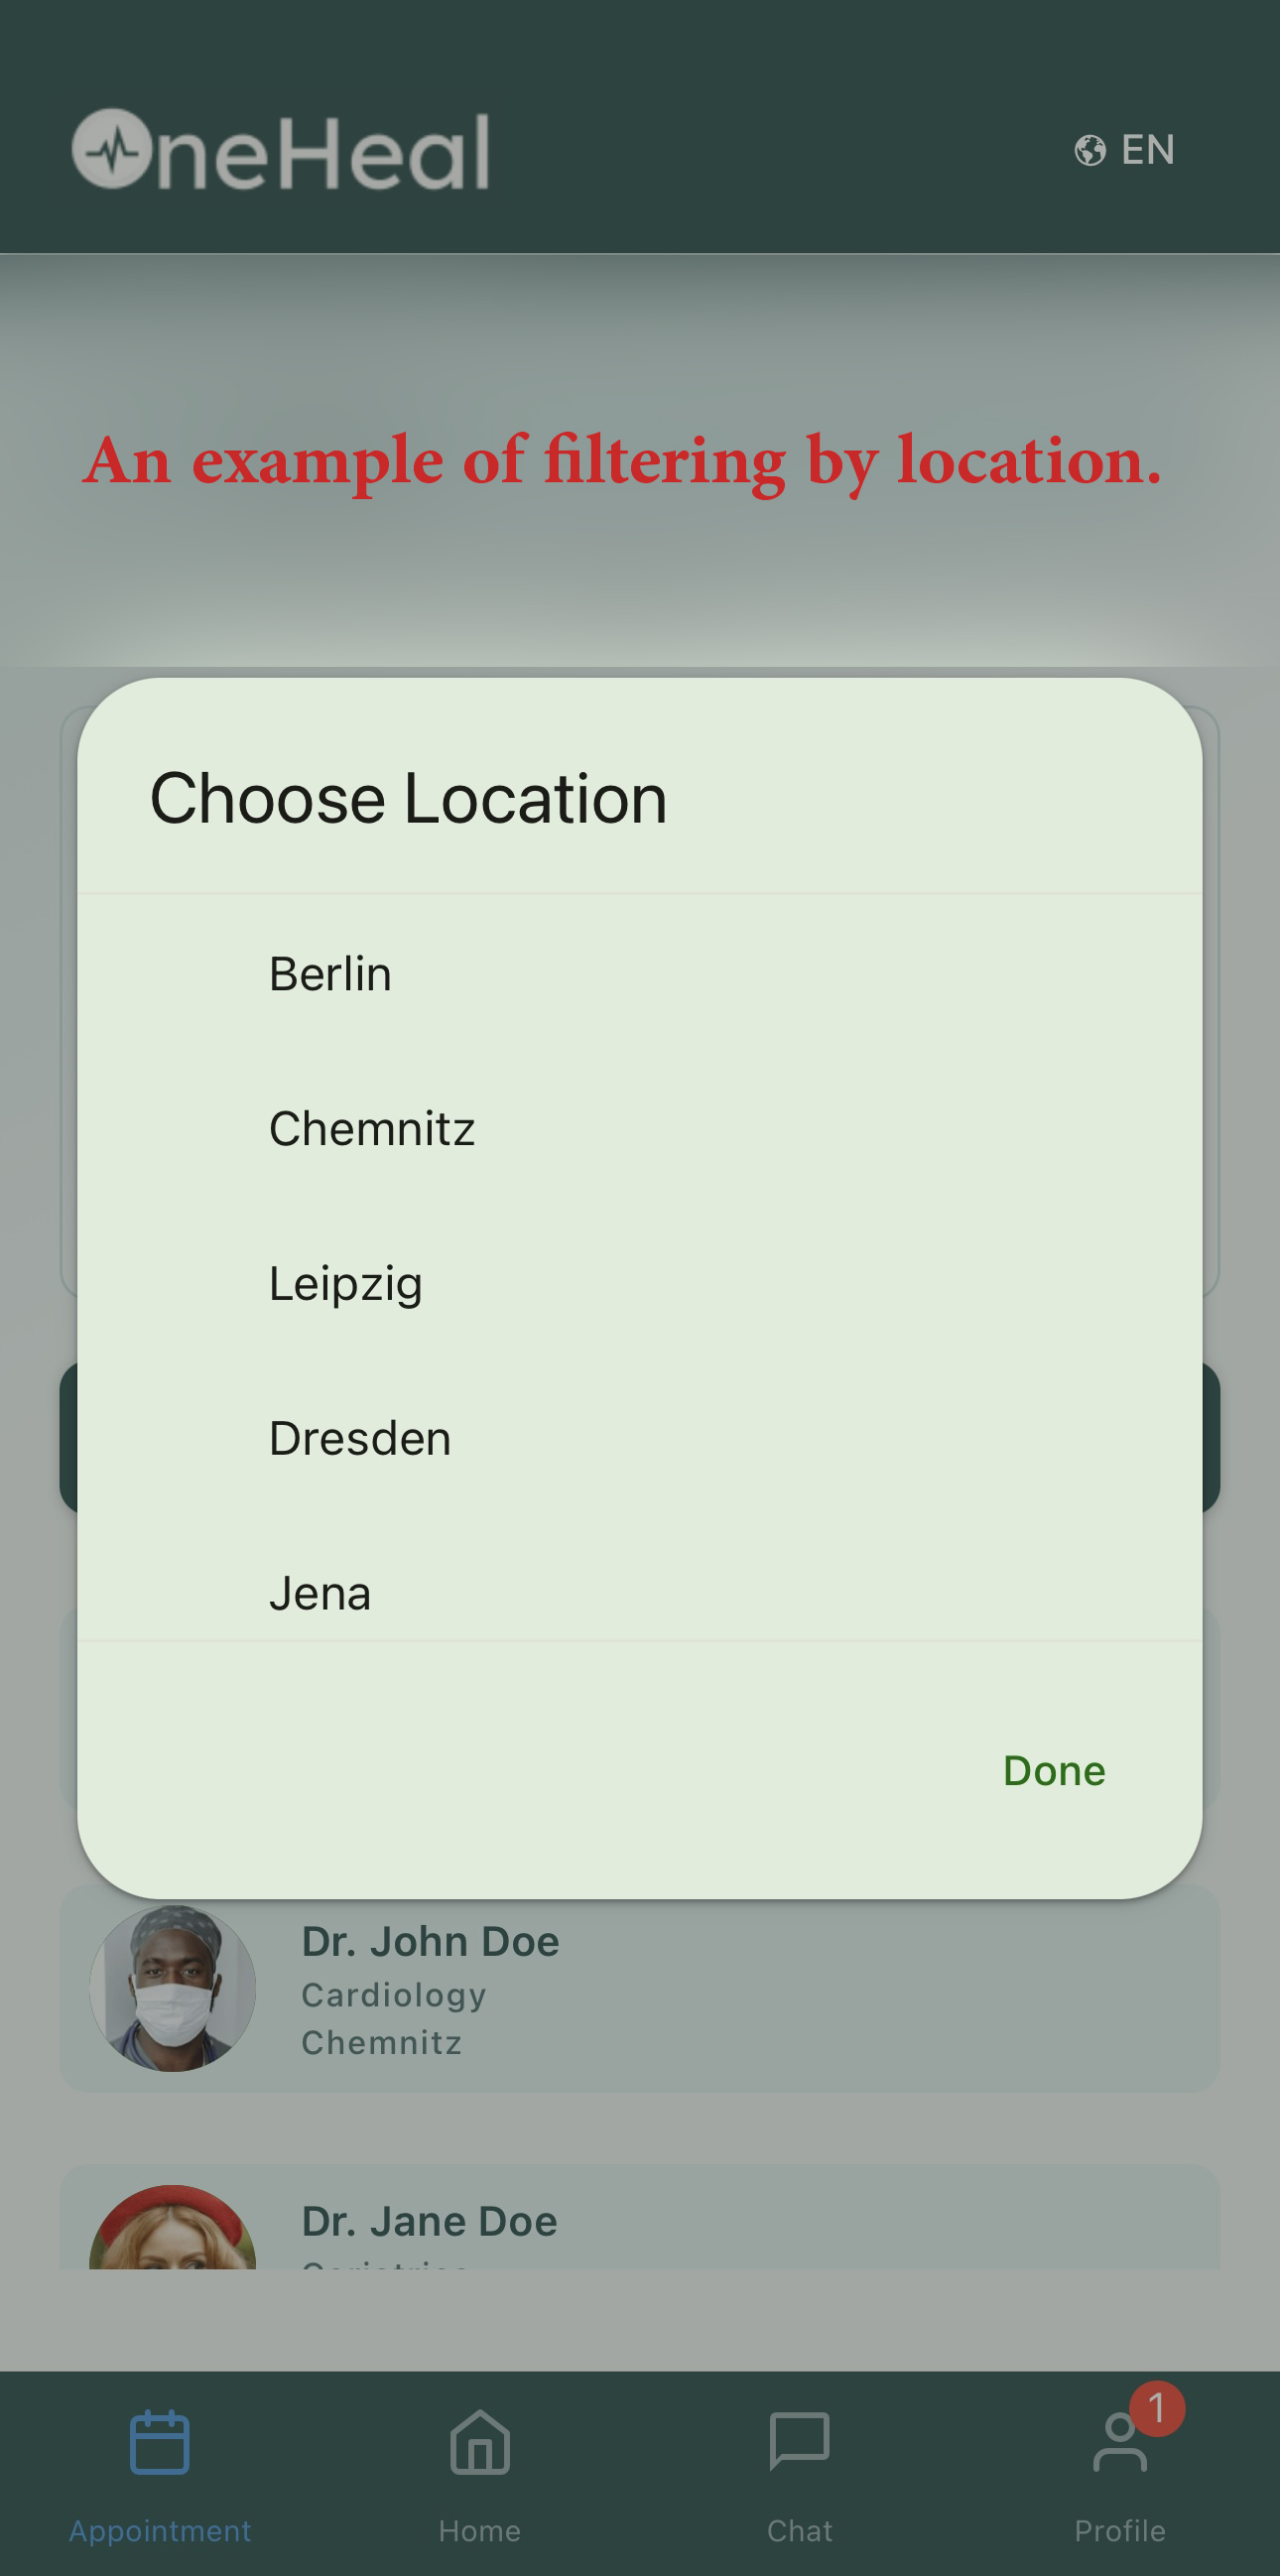 OneHeal
EN
An example of filtering by location.
Choose Location
Berlin
Chemnitz
Leipzig
Dresden
Jena
Done
Dr. John Doe
Cardiology
Chemnitz
Dr. Jane Doe
1
Appointment
Home
Chat
Profile